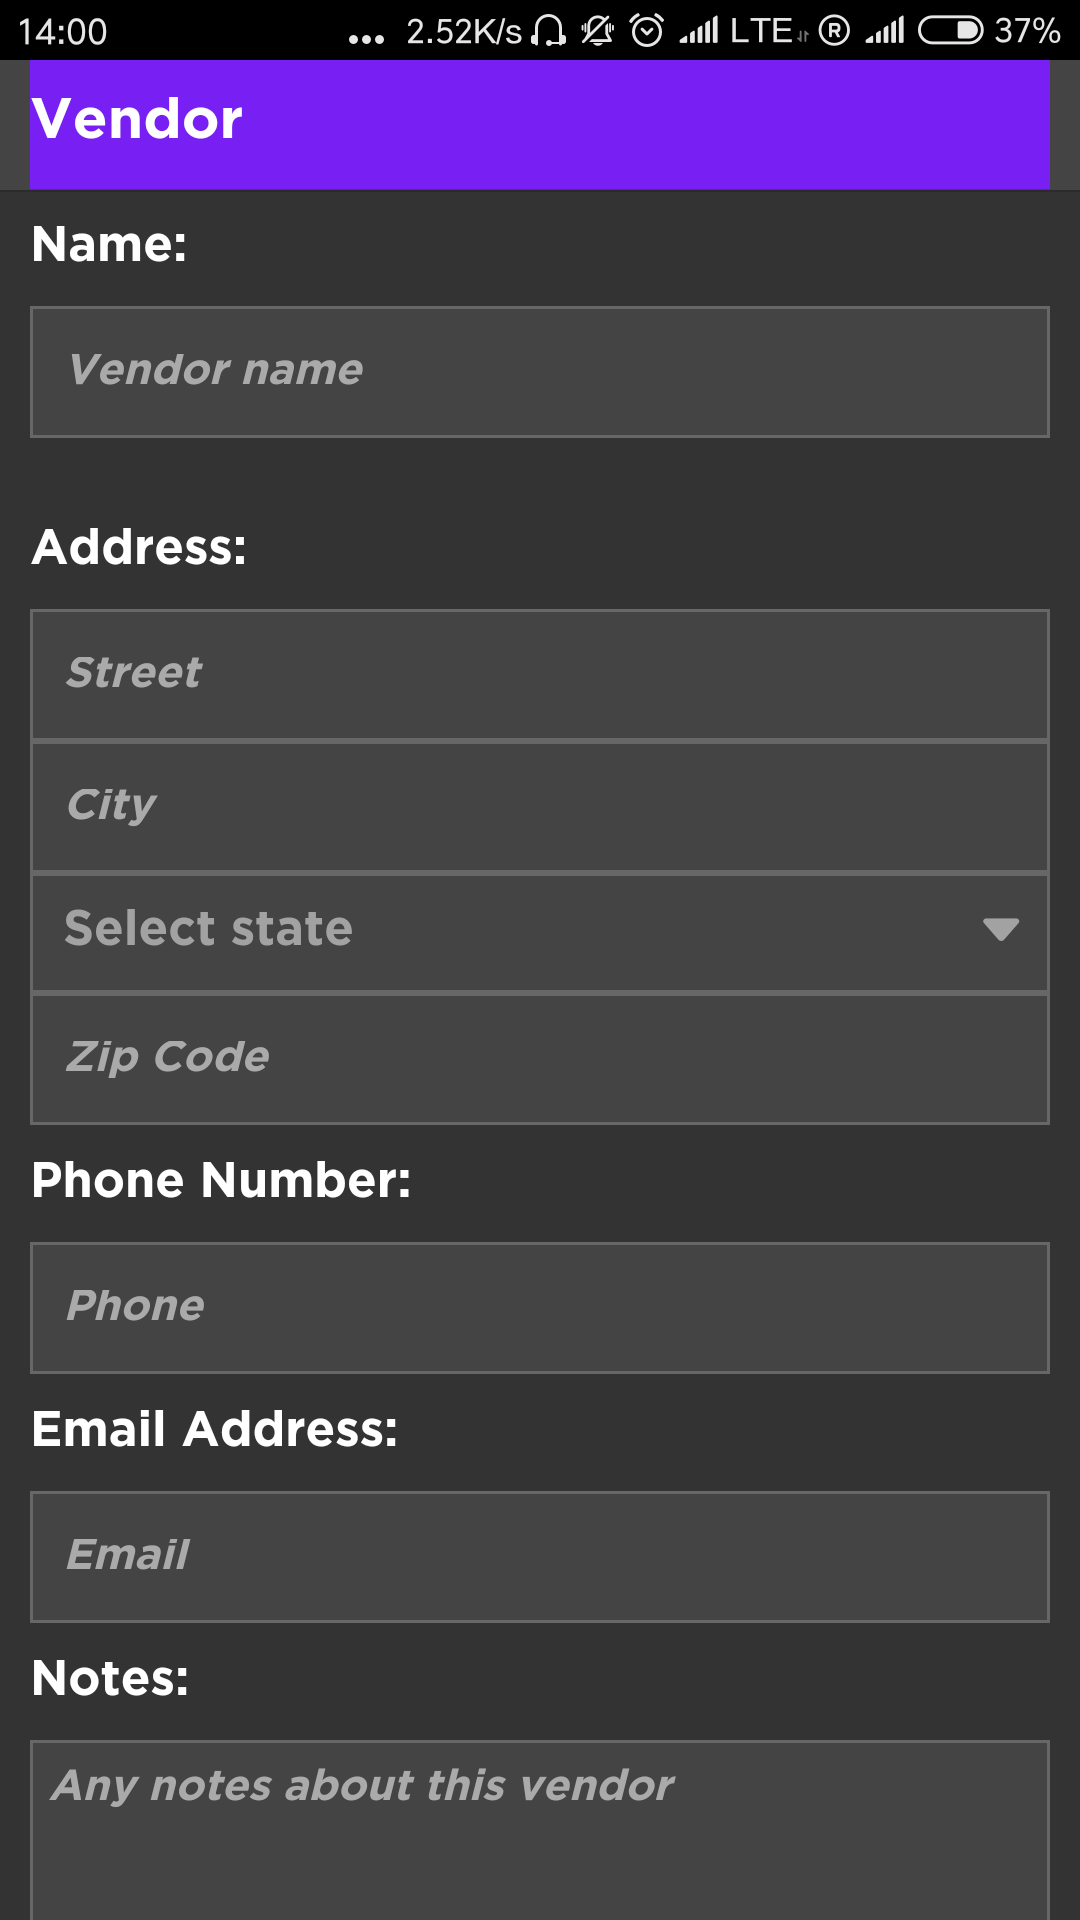 14:00 ... 2.52K/s LTE R 37%
Vendor
Name:
Vendor name
Address:
Street
City
Select state
Zip Code
Phone Number:
Phone
Email Address:
Email
Notes:
Any notes about this vendor